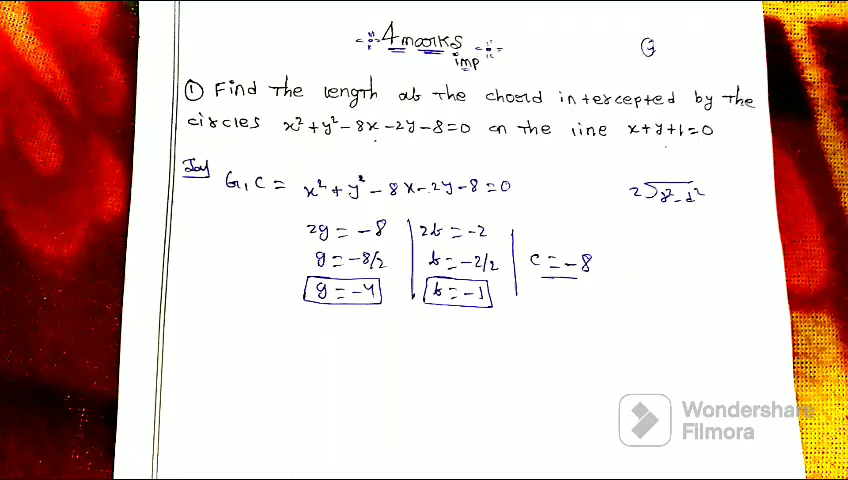 4 marks
imp
① Find the length of the chord intercepted by the
circles x²+y²-8x-2y-8=0 on the line x+y+1=0
Sol
G.C = x²+y²-8x-2y-8=0
2√r²-d²
2g = -8
2f = -2
g = -8/2
f = -2/2
c = -8
g = -4
f = -1
Wondershare
Filmora